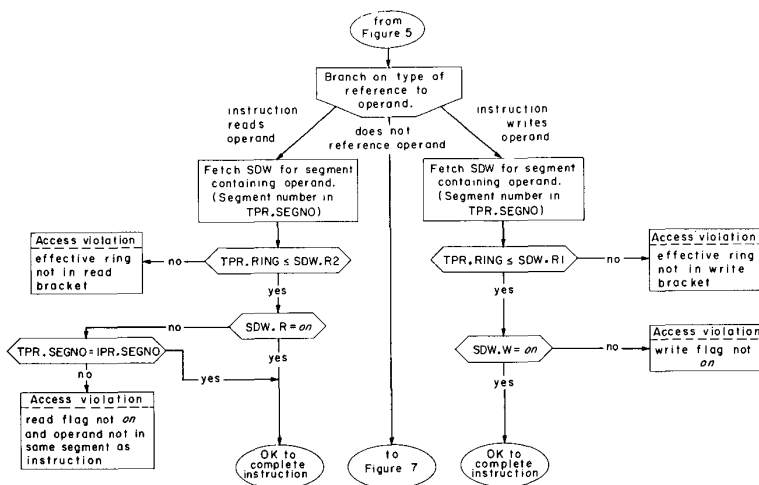 from
Figure 5
Branch on type of
reference to
operand.
instruction
reads
operand
does not
reference operand
instruction
writes
operand
Fetch SDW for segment
containing operand.
(Segment number in
TPR.SEGNO)
Fetch SDW for segment
containing operand.
(Segment number in
TPR.SEGNO)
Access violation
effective ring
not in read
bracket
no
TPR.RING ≤ SDW.R2
yes
TPR.RING ≤ SDW.R1
no
Access violation
effective ring
not in write
bracket
yes
no
SDW.R = on
yes
TPR.SEGNO = IPR.SEGNO
no
yes
Access violation
read flag not on
and operand not in
same segment as
instruction
SDW.W = on
no
Access violation
write flag not
on
yes
OK to
complete
instruction
to
Figure 7
OK to
complete
instruction